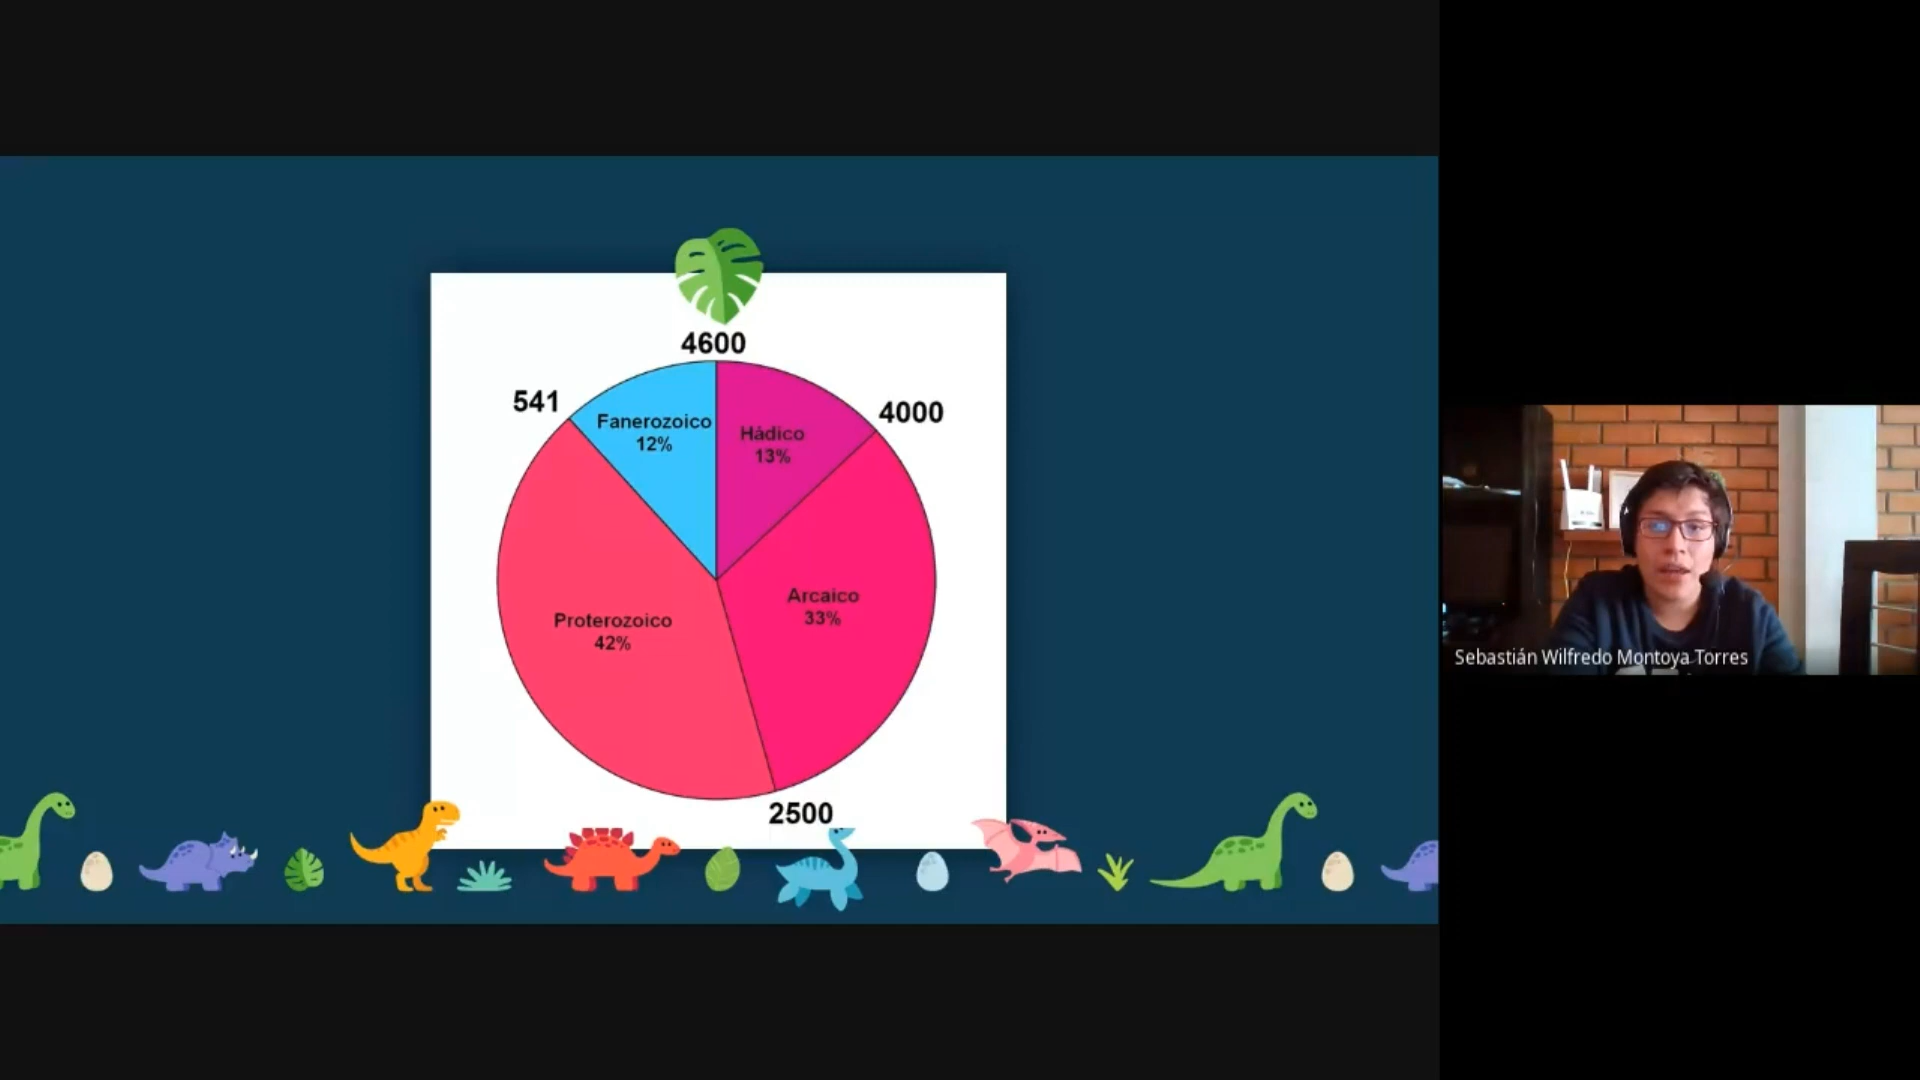 4600
541
4000
Fanerozoico
12%
Hádico
13%
Arcaico
33%
Proterozoico
42%
2500
Sebastián Wilfredo Montoya Torres